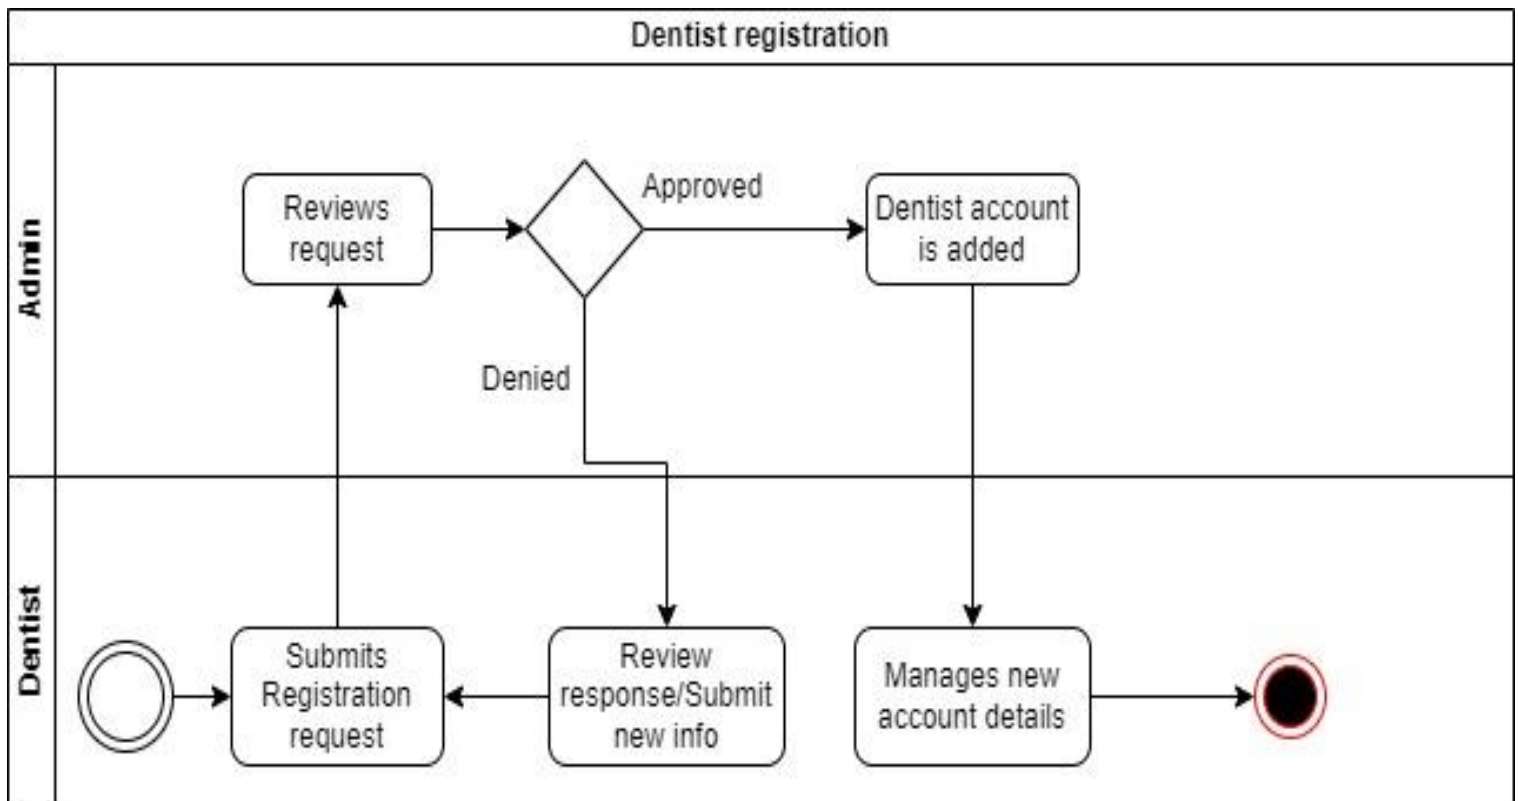 Dentist registration
Admin
Reviews
request
Approved
Dentist account
is added
Denied
Dentist
Submits
Registration
request
Review
response/Submit
new info
Manages new
account details